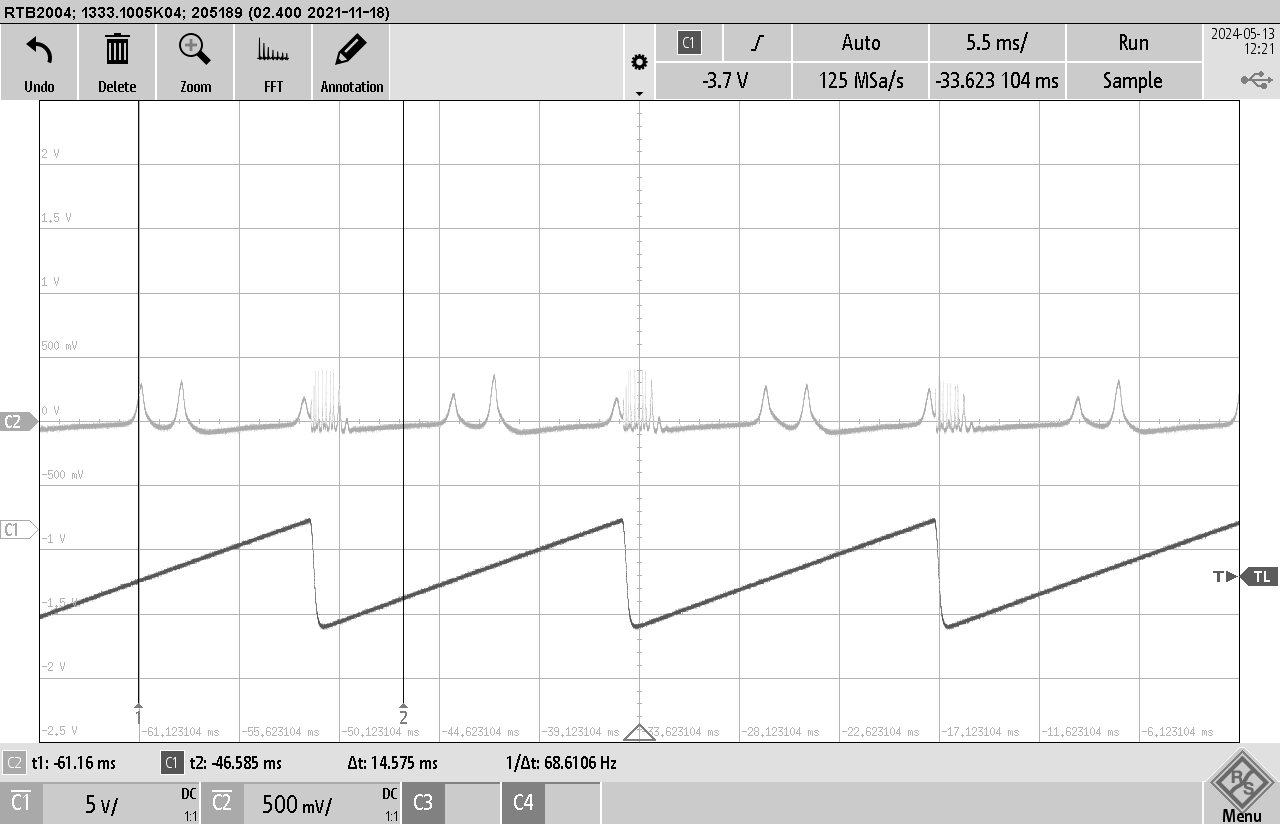 RTB2004; 1333.1005K04; 205189 (02.400 2021-11-18)
Undo Delete Zoom FFT Annotation
C1 Auto 5.5 ms/ Run
-3.7 V 125 MSa/s -33.623 104 ms Sample
2024-05-13
12:21
2 V
1.5 V
1 V
500 mV
0 V
C2
-500 mV
C1
-1 V
T TL
-1.5 V
-2 V
1 2
-2.5 V -61,123104 ms -55,623104 ms -50,123104 ms -44,623104 ms -39,123104 ms -33,623104 ms -28,123104 ms -22,623104 ms -17,123104 ms -11,623104 ms -6,123104 ms
C2 t1: -61.16 ms C1 t2: -46.585 ms Δt: 14.575 ms 1/Δt: 68.6106 Hz
C1 5 V/ DC 1:1 C2 500 mV/ DC 1:1 C3 C4
R S
Menu